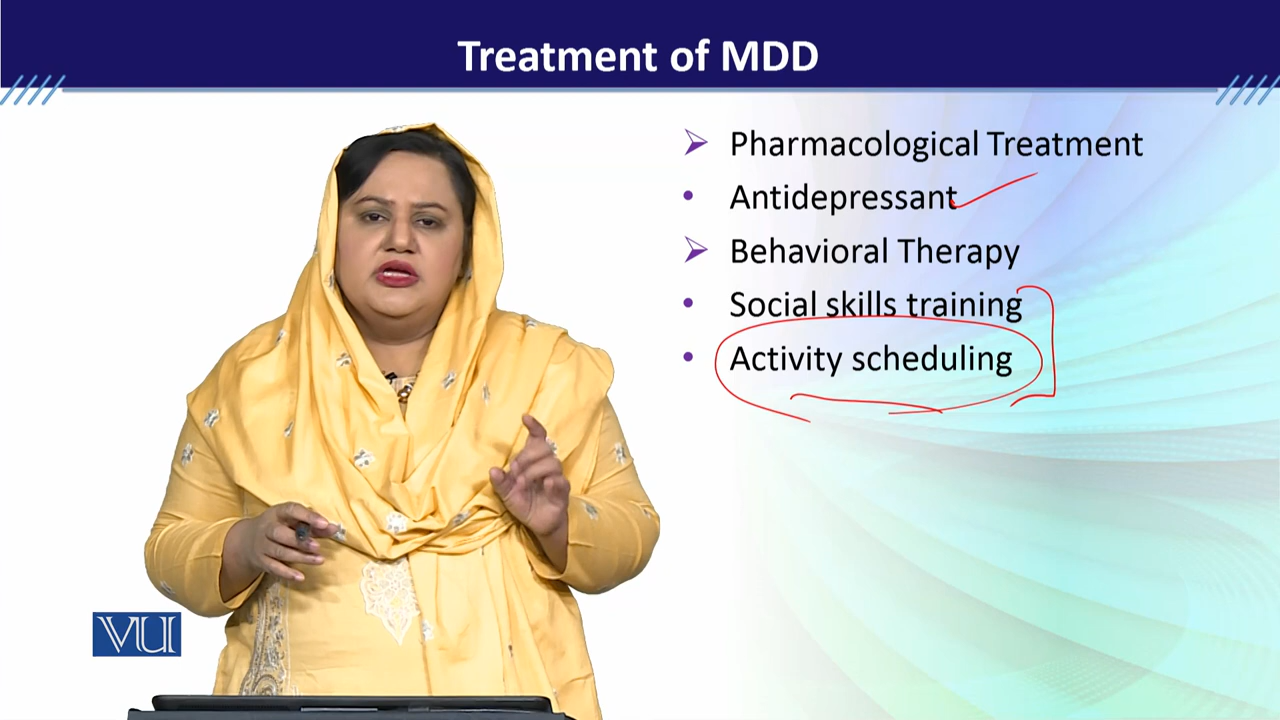 Treatment of MDD
Pharmacological Treatment
Antidepressant
Behavioral Therapy
Social skills training
Activity scheduling
VU